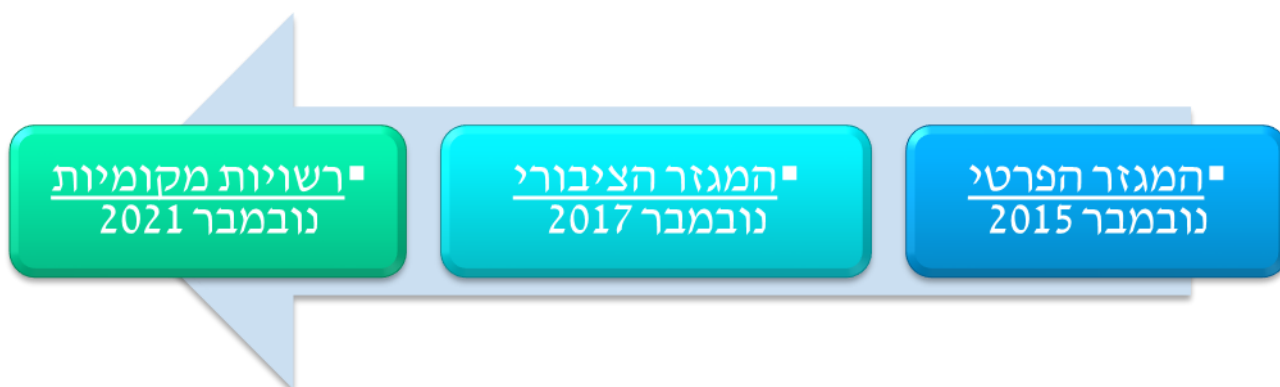 ▪המגזר הפרטי
נובמבר 2015
▪המגזר הציבורי
נובמבר 2017
▪רשויות מקומיות
נובמבר 2021